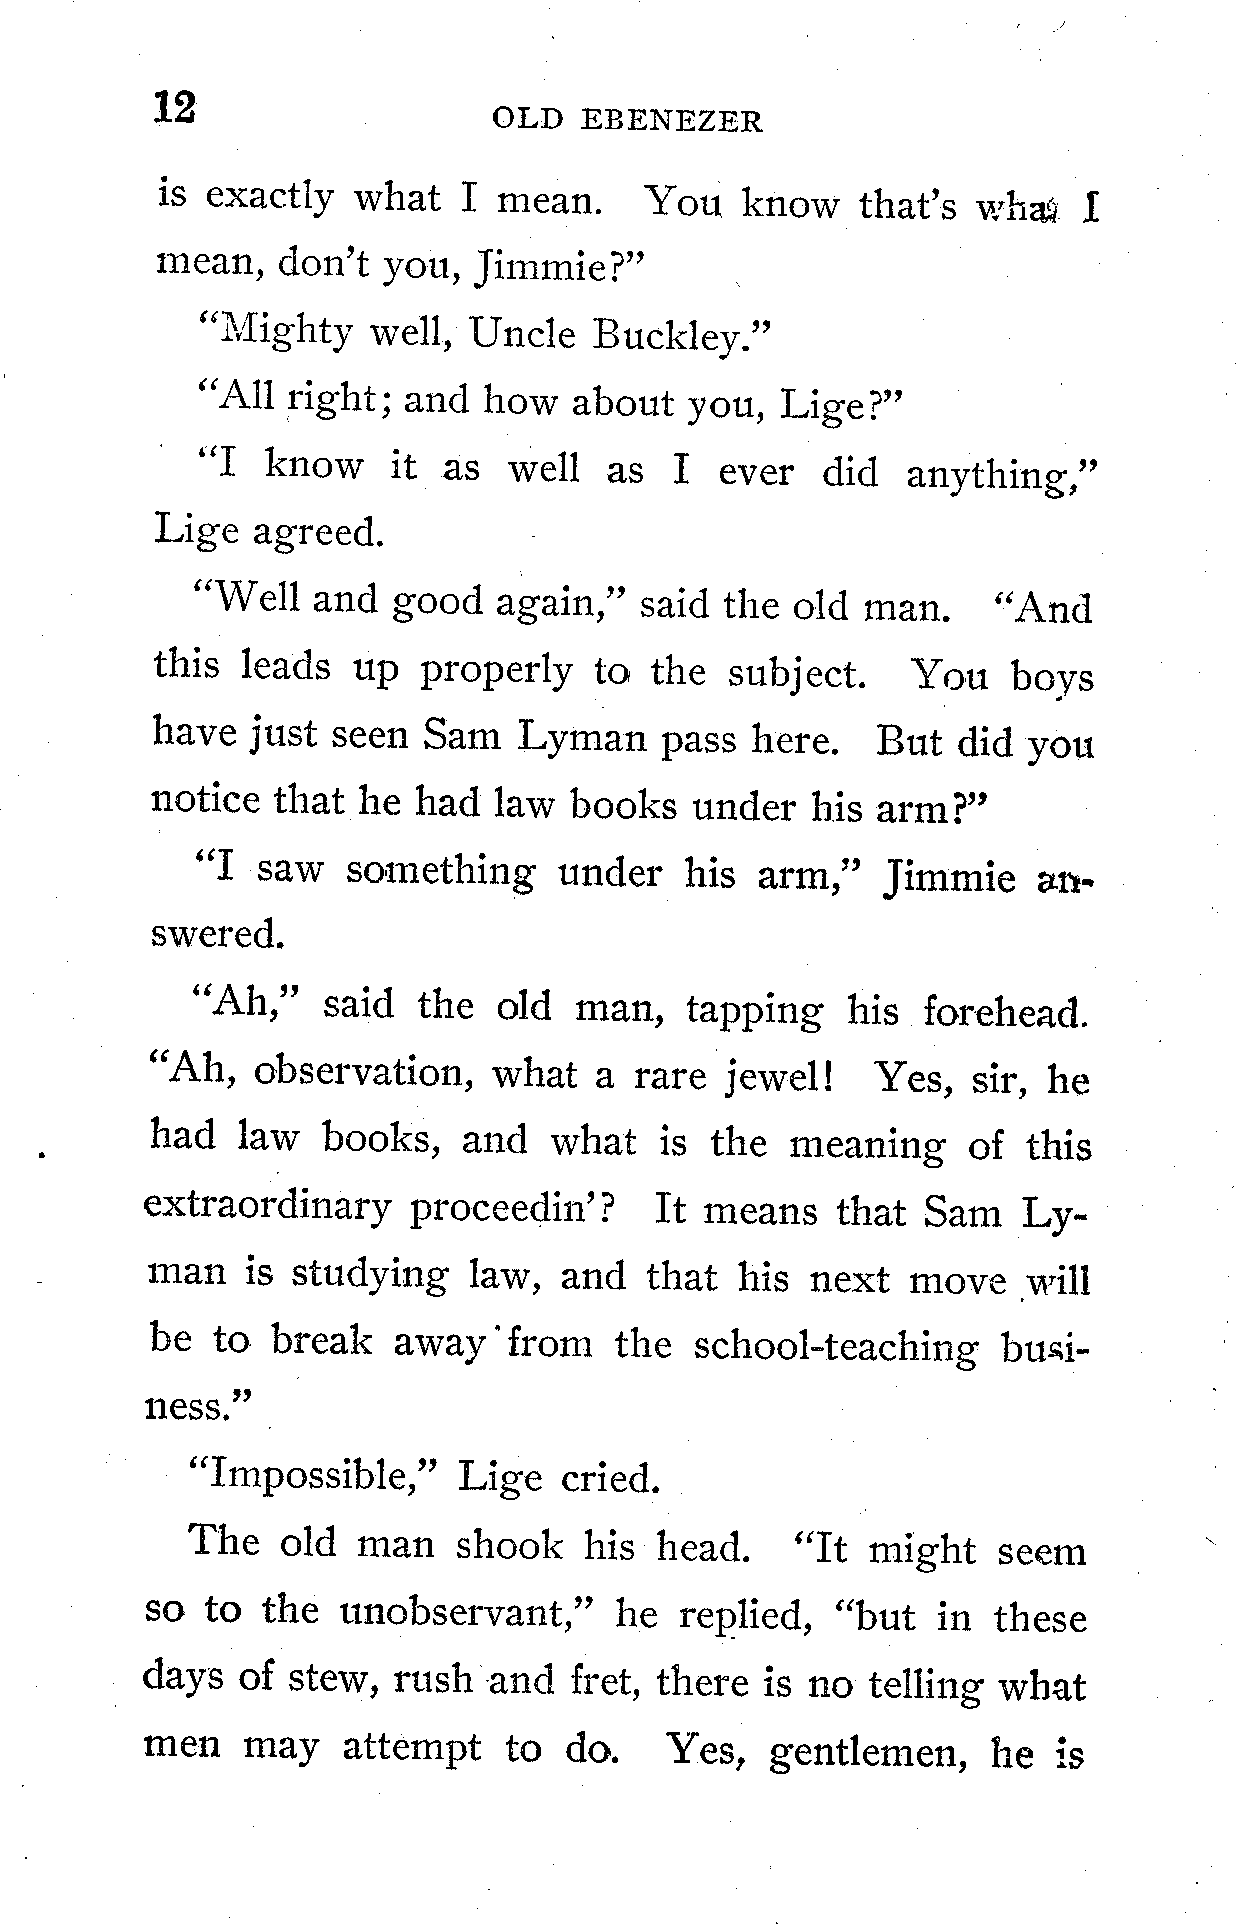 12
OLD EBENEZER
is exactly what I mean. You know that's what I
mean, don't you, Jimmie?”
“Mighty well, Uncle Buckley.”
“All right; and how about you, Lige?”
“I know it as well as I ever did anything,”
Lige agreed.
“Well and good again,” said the old man. “And
this leads up properly to the subject. You boys
have just seen Sam Lyman pass here. But did you
notice that he had law books under his arm?”
“I saw something under his arm,” Jimmie an-
swered.
“Ah,” said the old man, tapping his forehead.
“Ah, observation, what a rare jewel! Yes, sir, he
had law books, and what is the meaning of this
extraordinary proceedin'? It means that Sam Ly-
man is studying law, and that his next move will
be to break away from the school-teaching busi-
ness.”
“Impossible,” Lige cried.
The old man shook his head. “It might seem
so to the unobservant,” he replied, “but in these
days of stew, rush and fret, there is no telling what
men may attempt to do. Yes, gentlemen, he is